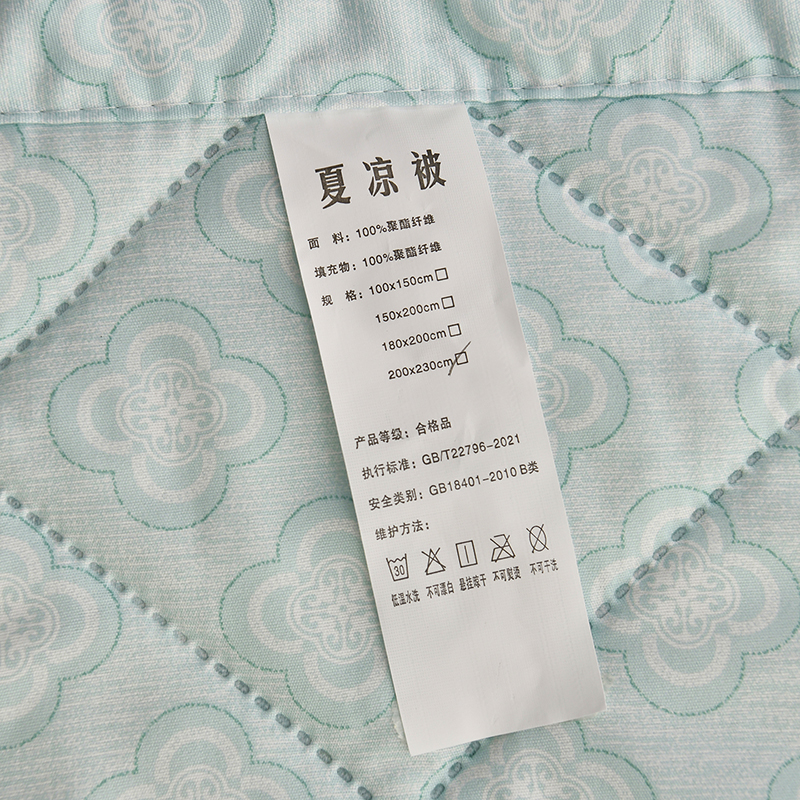 夏凉被
面 料：100%聚酯纤维
填充物：100%聚酯纤维
规 格：100x150cm□
150x200cm□
180x200cm□
200x230cm□
产品等级：合格品
执行标准：GB/T22796-2021
安全类别：GB18401-2010 B类
维护方法：
30
低温水洗 不可漂白 悬挂晾干 不可熨烫 不可干洗